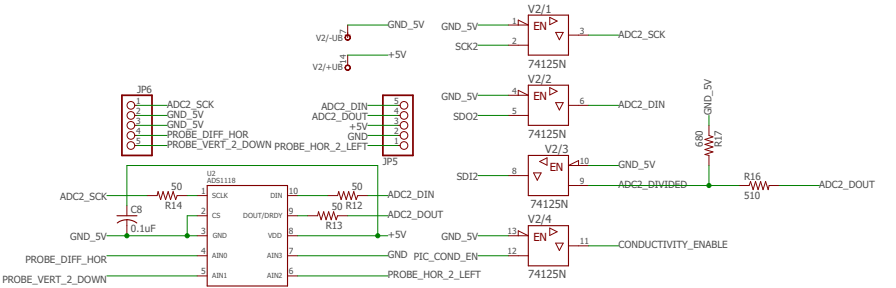 V2/1
GND_5V 1 EN 3 ADC2_SCK
SCK2 2
74125N
GND_5V
7
V2/-UB
+5V
14
V2/+UB
V2/2
GND_5V 4 EN 6 ADC2_DIN
SDO2 5
74125N
JP6
1 ADC2_SCK
2 GND_5V
3 GND_5V
4 PROBE_DIFF_HOR
5 PROBE_VERT_2_DOWN
ADC2_DIN 5
ADC2_DOUT 4
+5V 3
GND 2
PROBE_HOR_2_LEFT 1
JP5
V2/3
SDI2 8 EN 10 GND_5V
9 ADC2_DIVIDED
74125N
GND_5V
680
R17
R16
510
ADC2_DOUT
U2
ADS1118
ADC2_SCK 50 R14 1 SCLK
2 CS
GND_5V 3 GND
PROBE_DIFF_HOR 4 AIN0
PROBE_VERT_2_DOWN 5 AIN1
DIN 10 50 R12 ADC2_DIN
DOUT/DRDY 9 50 R13 ADC2_DOUT
VDD 8 +5V
AIN3 7 GND
AIN2 6 PROBE_HOR_2_LEFT
C8
0.1uF
V2/4
GND_5V 13 EN 11 CONDUCTIVITY_ENABLE
PIC_COND_EN 12
74125N